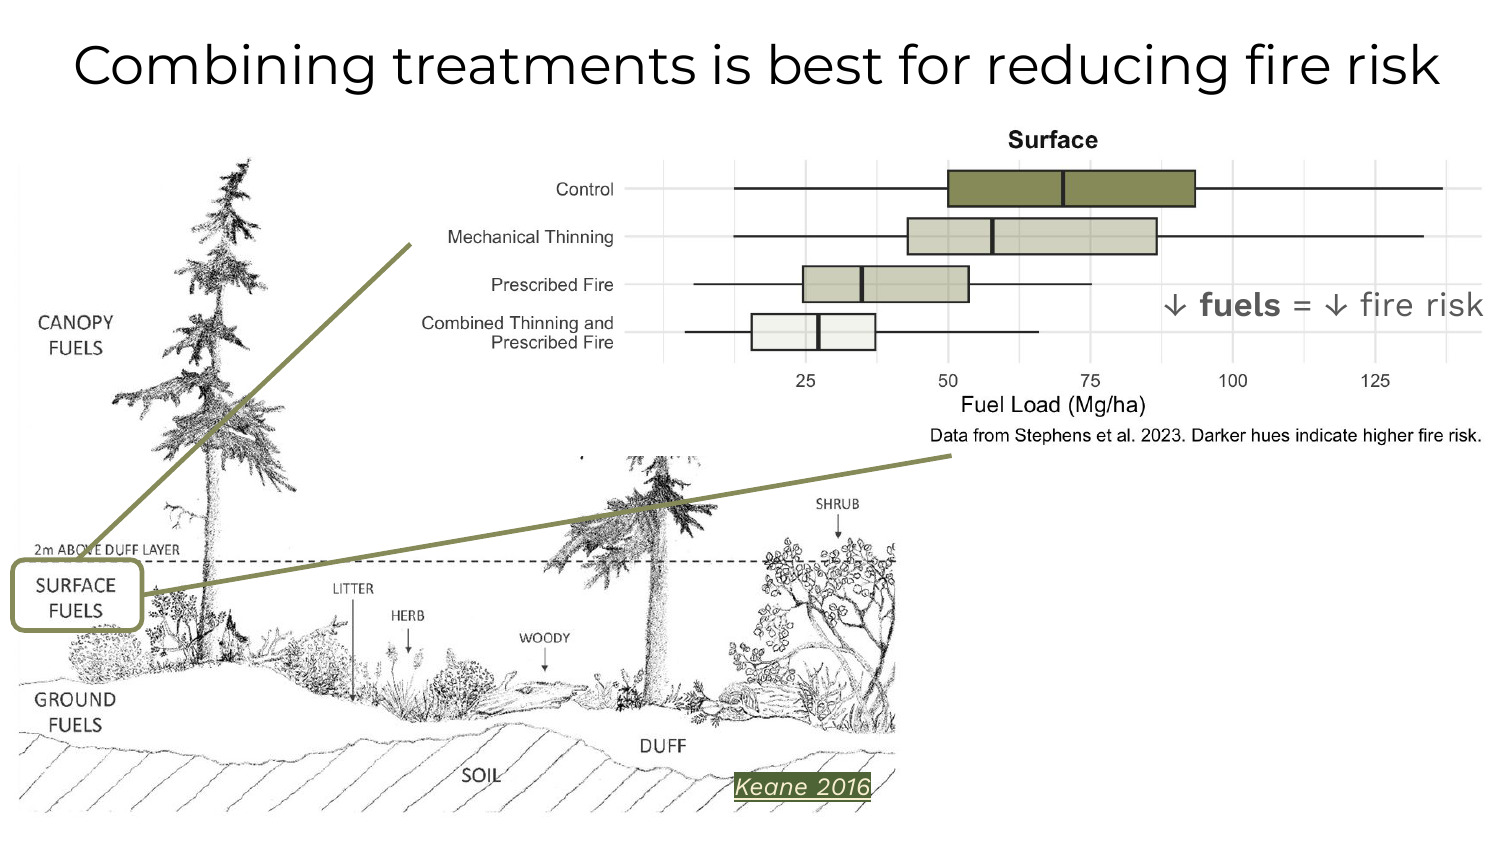 Combining treatments is best for reducing fire risk
Surface
Control
Mechanical Thinning
Prescribed Fire
Combined Thinning and
Prescribed Fire
↓ fuels = ↓ fire risk
25 50 75 100 125
Fuel Load (Mg/ha)
Data from Stephens et al. 2023. Darker hues indicate higher fire risk.
CANOPY
FUELS
2m ABOVE DUFF LAYER
SURFACE
FUELS
LITTER
HERB
WOODY
SHRUB
GROUND
FUELS
DUFF
SOIL
Keane 2016